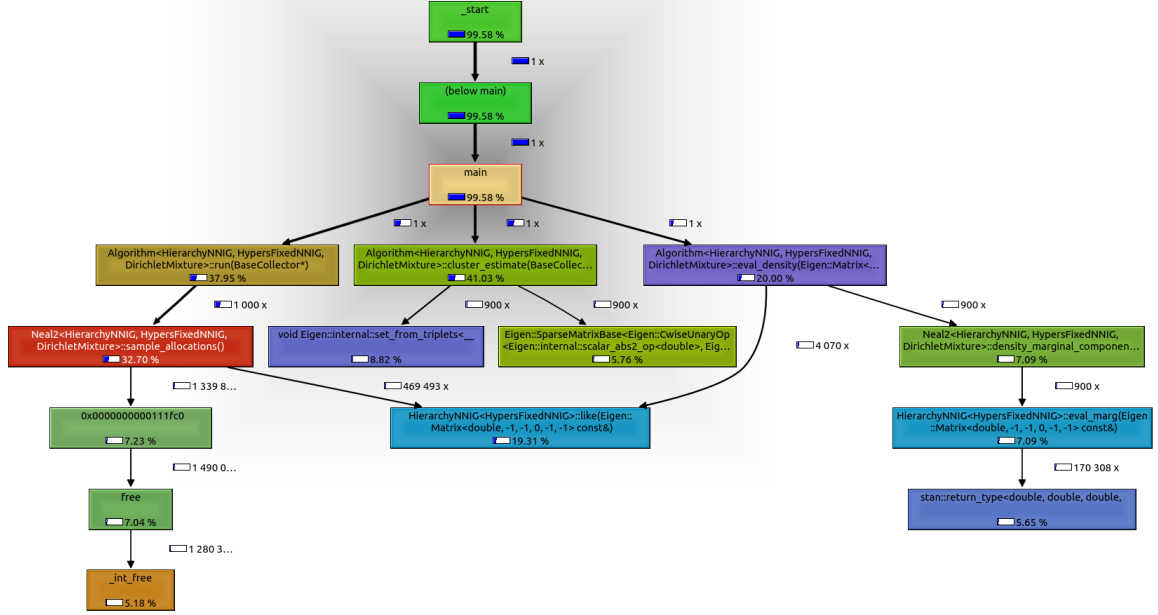 _start
99.58 %
1 x
(below main)
99.58 %
1 x
main
99.58 %
1 x
1 x
1 x
Algorithm<HierarchyNNIG, HypersFixedNNIG,
DirichletMixture>::run(BaseCollector*)
37.95 %
Algorithm<HierarchyNNIG, HypersFixedNNIG,
DirichletMixture>::cluster_estimate(BaseCollec...
41.03 %
Algorithm<HierarchyNNIG, HypersFixedNNIG,
DirichletMixture>::eval_density(Eigen::Matrix<...
20.00 %
1 000 x
900 x
900 x
900 x
Neal2<HierarchyNNIG, HypersFixedNNIG,
DirichletMixture>::sample_allocations()
32.70 %
void Eigen::internal::set_from_triplets<__
8.82 %
Eigen::SparseMatrixBase<Eigen::CwiseUnaryOp
<Eigen::internal::scalar_abs2_op<double>, Eig...
5.76 %
4 070 x
Neal2<HierarchyNNIG, HypersFixedNNIG,
DirichletMixture>::density_marginal_componen...
7.09 %
1 339 8...
469 493 x
900 x
0x0000000000111fc0
7.23 %
HierarchyNNIG<HypersFixedNNIG>::like(Eigen::
Matrix<double, -1, -1, 0, -1, -1> const&)
19.31 %
HierarchyNNIG<HypersFixedNNIG>::eval_marg(Eigen
::Matrix<double, -1, -1, 0, -1, -1> const&)
7.09 %
1 490 0...
170 308 x
free
7.04 %
stan::return_type<double, double, double,
5.65 %
1 280 3...
_int_free
5.18 %